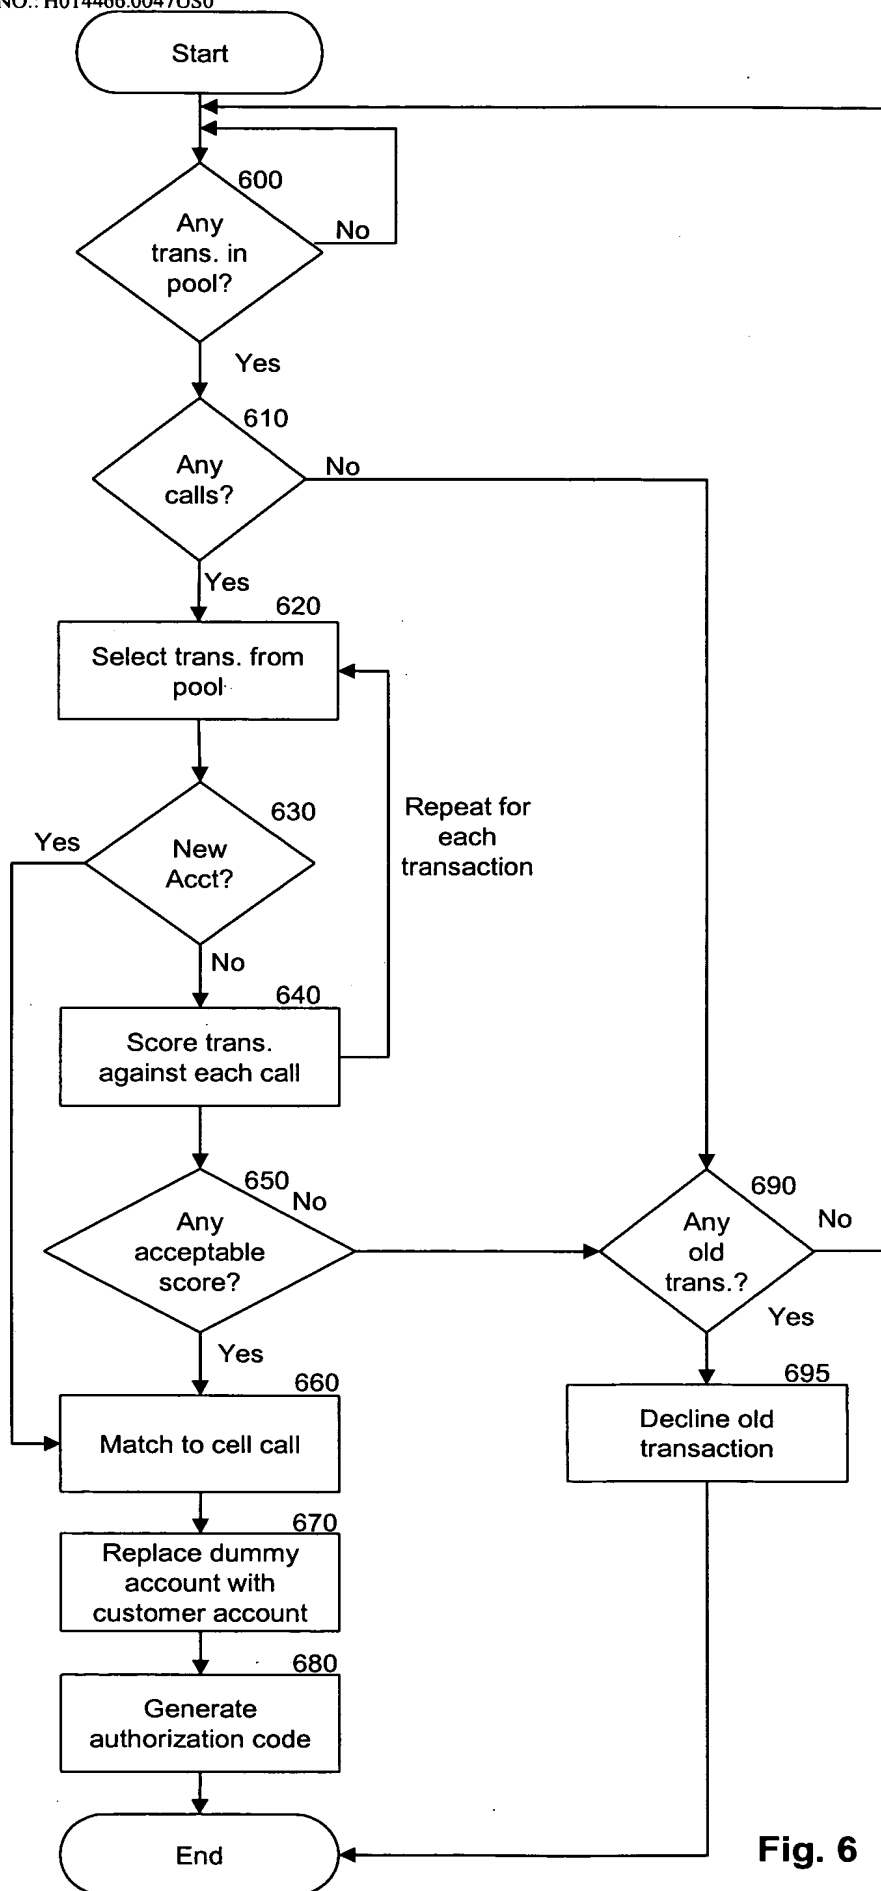 NO.: H014466.0047US0
Start
600
Any
trans. in
pool?
No
Yes
610
Any
calls?
No
Yes
620
Select trans. from
pool
630
Yes
New
Acct?
Repeat for
each
transaction
No
640
Score trans.
against each call
650
No
Any
acceptable
score?
690
No
Any
old
trans.?
Yes
Yes
660
Match to cell call
695
Decline old
transaction
670
Replace dummy
account with
customer account
680
Generate
authorization code
End
Fig. 6